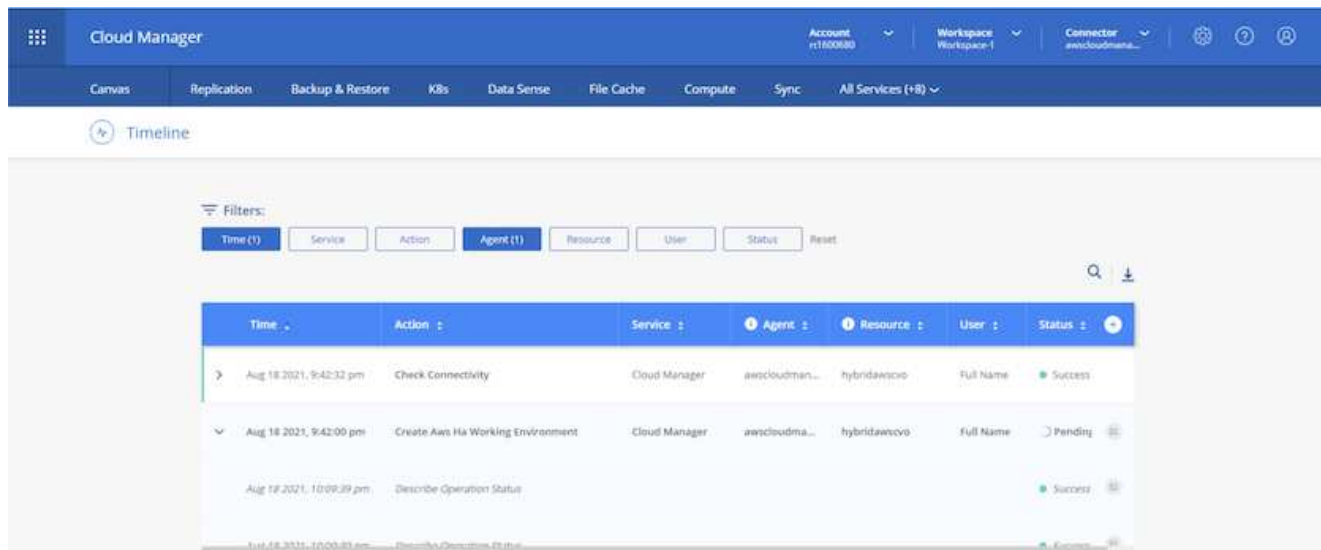 Cloud Manager
Account
rt1600680
Workspace
Workspace-1
Connector
awscloudmana...
Canvas Replication Backup & Restore K8s Data Sense File Cache Compute Sync All Services (+8)
Timeline
Filters:
Time (1) Service Action Agent (1) Resource User Status Reset
Time Action Service Agent Resource User Status
Aug 18 2021, 9:42:32 pm Check Connectivity Cloud Manager awscloudman... hybridawscvo Full Name Success
Aug 18 2021, 9:42:00 pm Create Aws Ha Working Environment Cloud Manager awscloudma... hybridawscvo Full Name Pending
Aug 18 2021, 10:09:39 pm Describe Operation Status Success